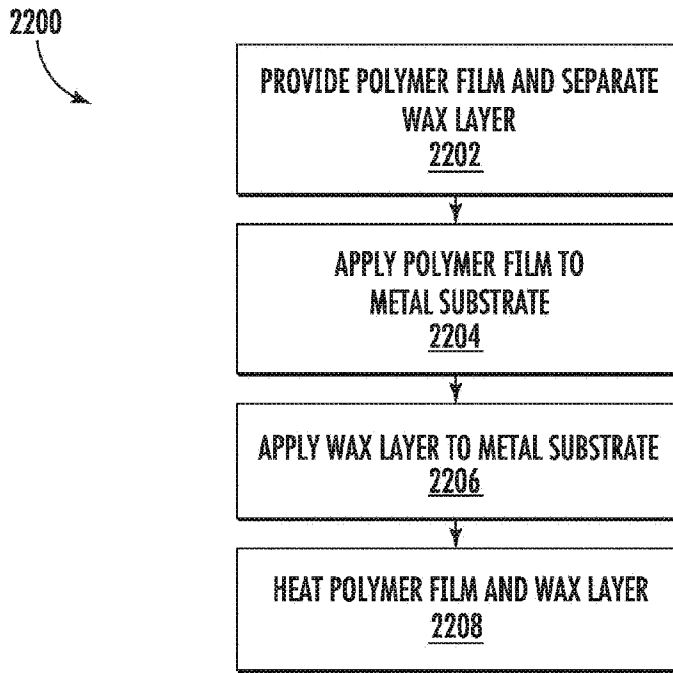 2200
PROVIDE POLYMER FILM AND SEPARATE
WAX LAYER
2202
APPLY POLYMER FILM TO
METAL SUBSTRATE
2204
APPLY WAX LAYER TO METAL SUBSTRATE
2206
HEAT POLYMER FILM AND WAX LAYER
2208